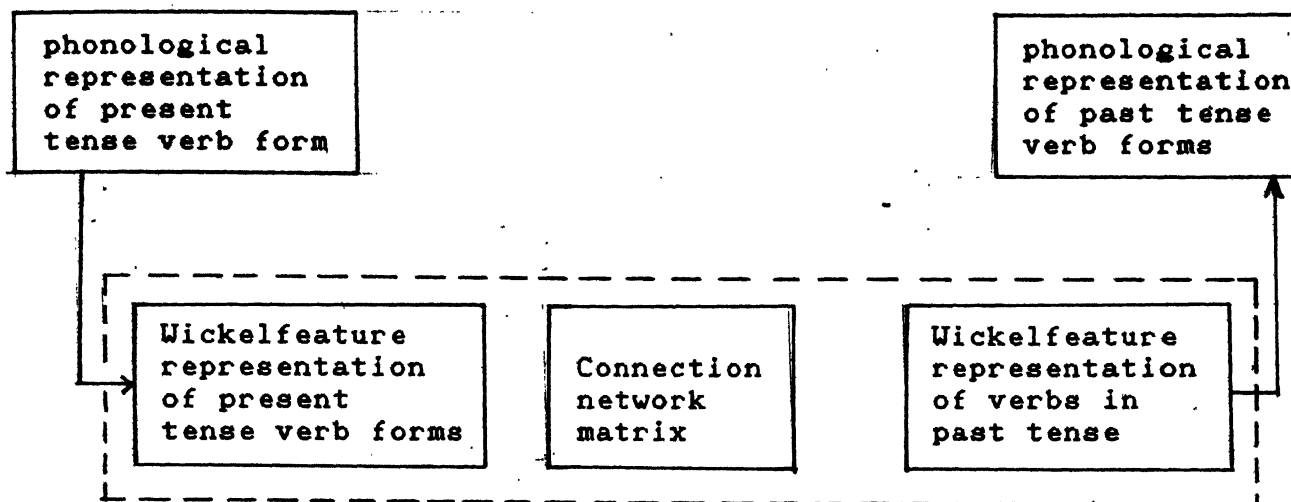 phonological
representation
of present
tense verb form
phonological
representation
of past tense
verb forms
Wickelfeature
representation
of present
tense verb forms
Connection
network
matrix
Wickelfeature
representation
of verbs in
past tense